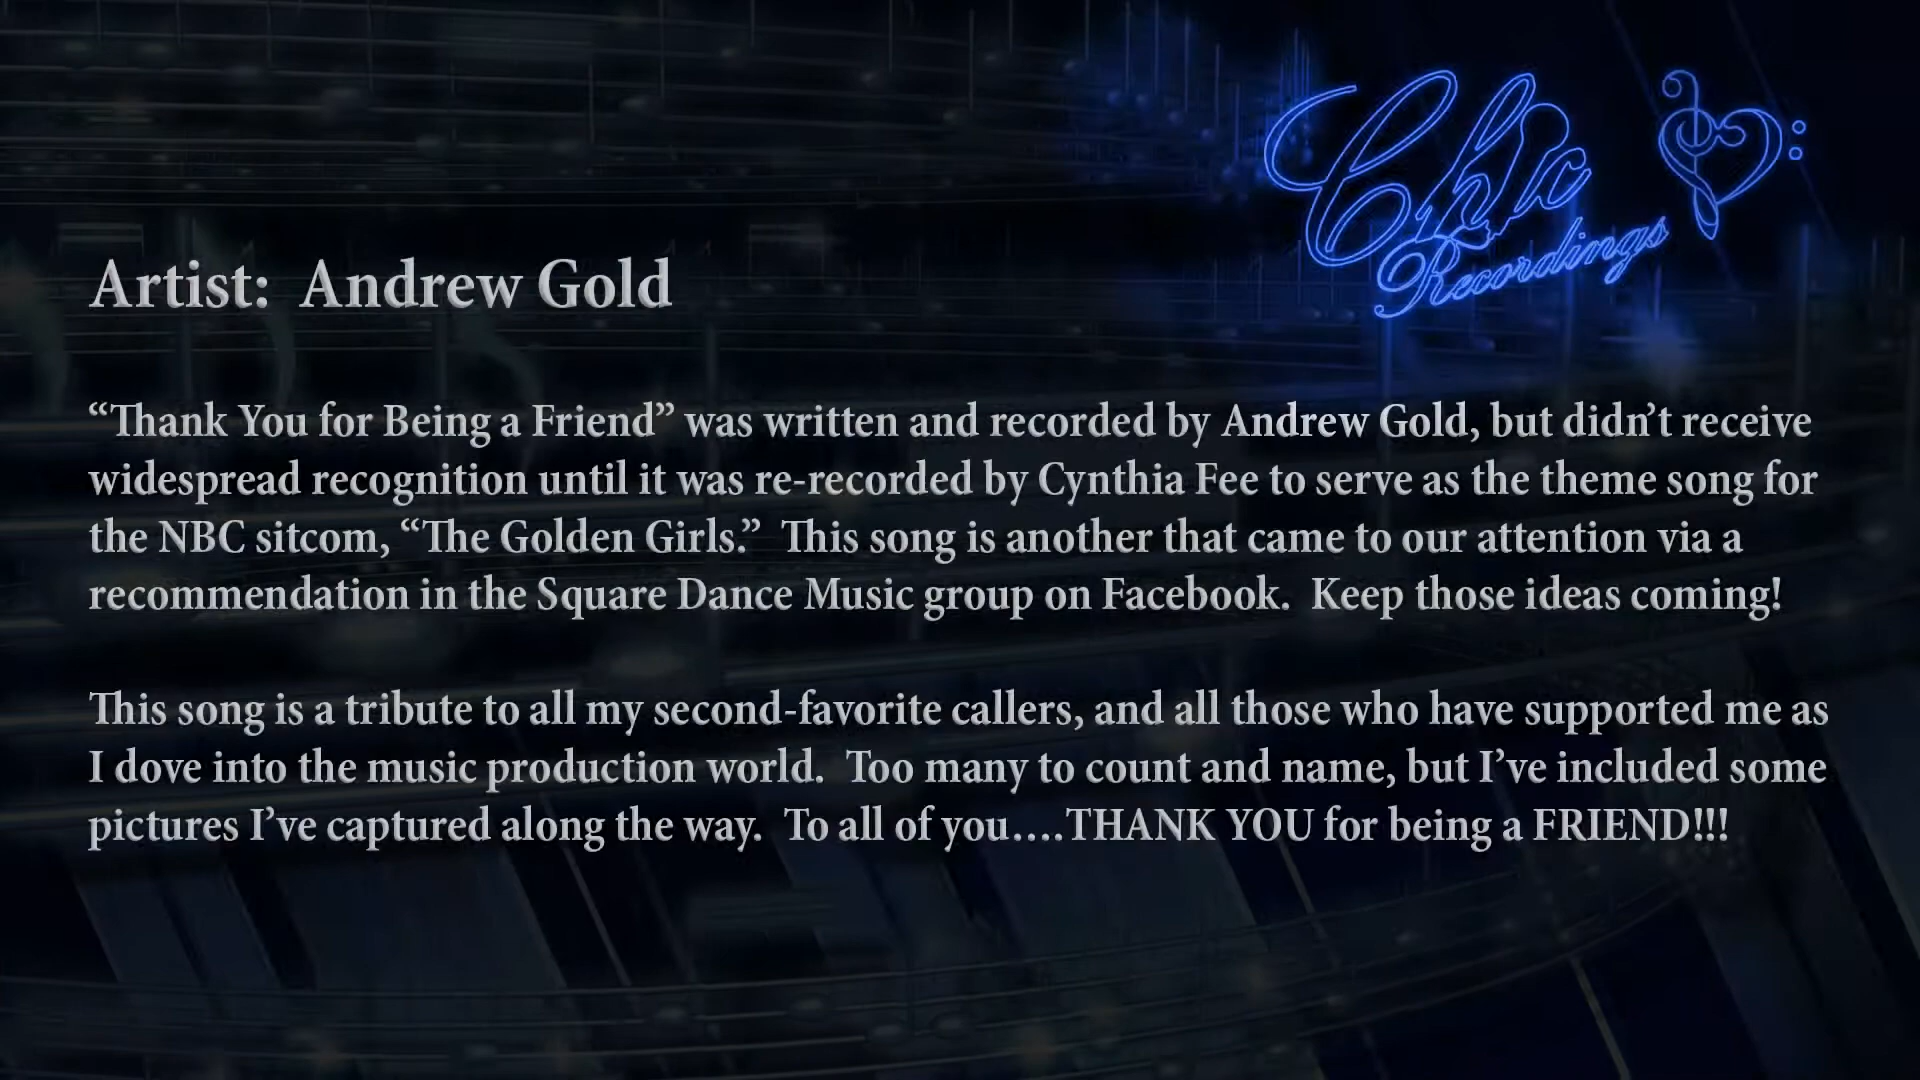 Chic
Recordings
Artist:  Andrew Gold
“Thank You for Being a Friend” was written and recorded by Andrew Gold, but didn’t receive
widespread recognition until it was re-recorded by Cynthia Fee to serve as the theme song for
the NBC sitcom, “The Golden Girls.”  This song is another that came to our attention via a
recommendation in the Square Dance Music group on Facebook.  Keep those ideas coming!
This song is a tribute to all my second-favorite callers, and all those who have supported me as
I dove into the music production world.  Too many to count and name, but I’ve included some
pictures I’ve captured along the way.  To all of you….THANK YOU for being a FRIEND!!!